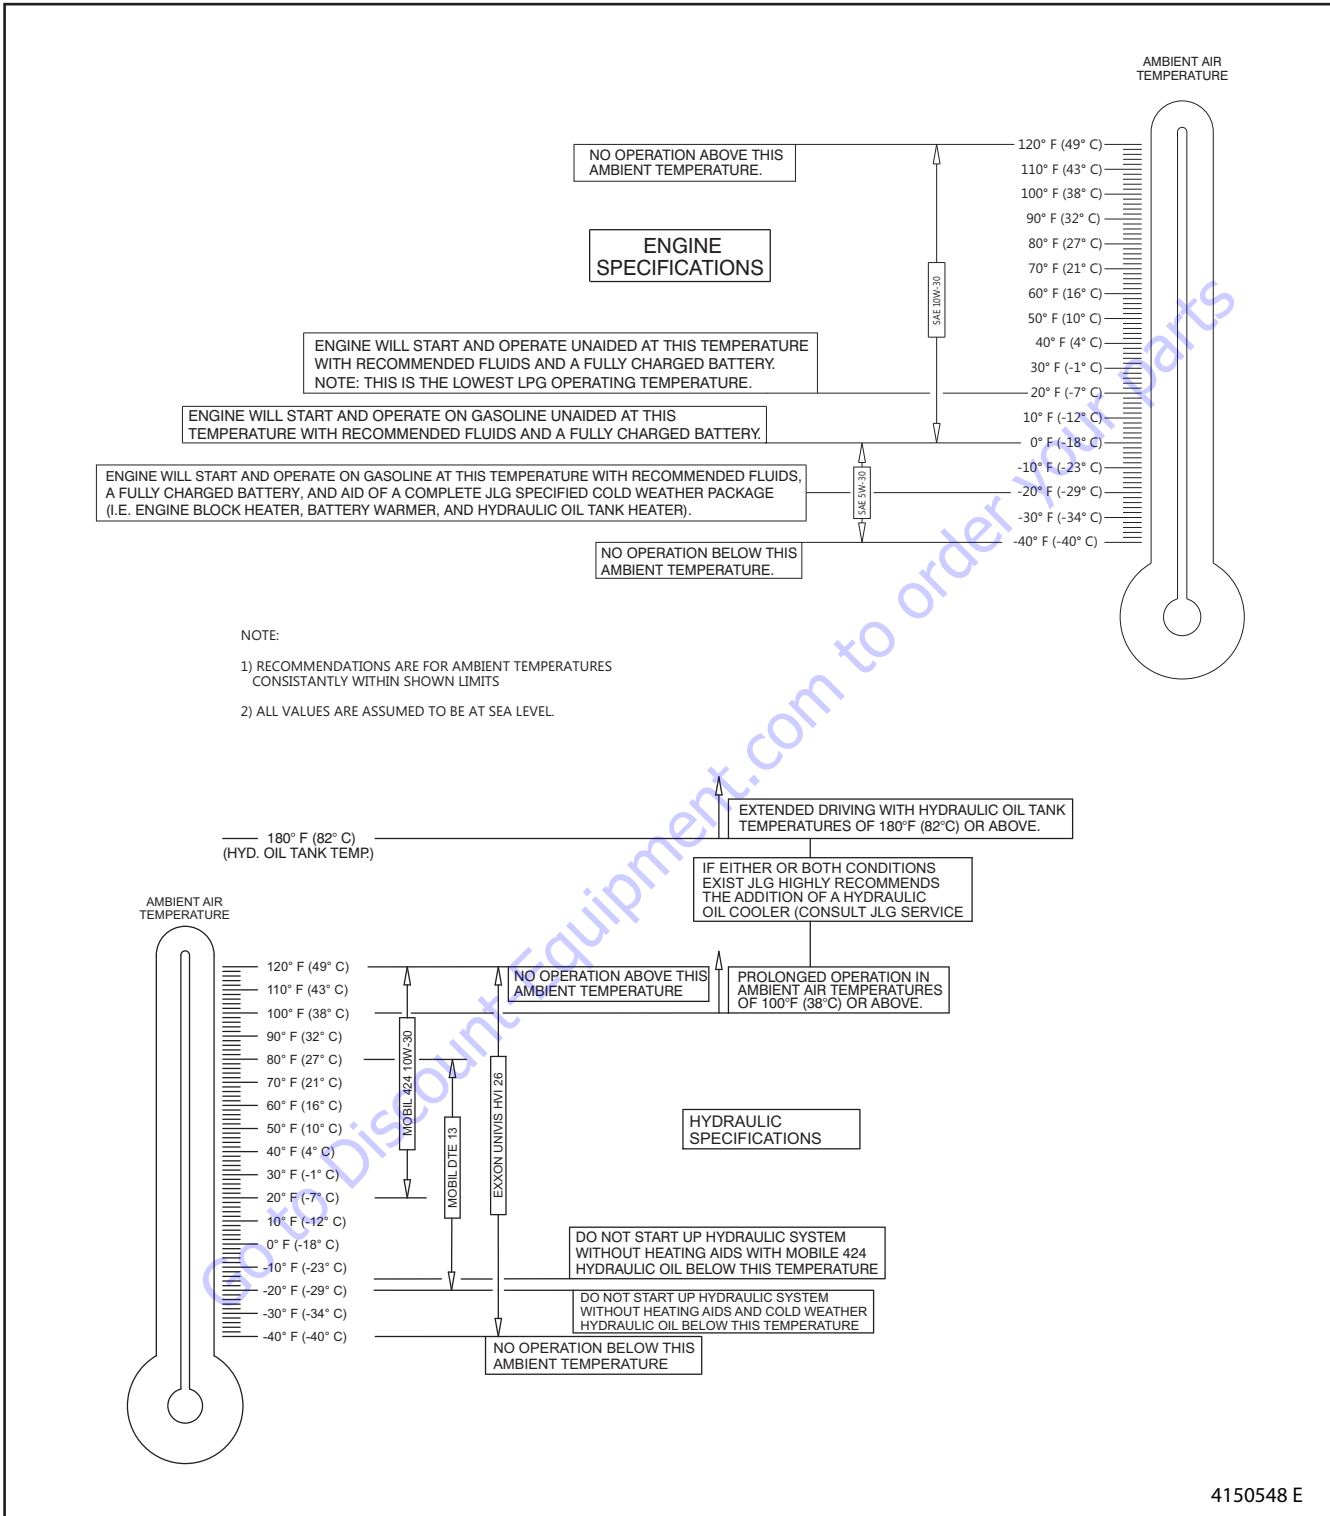 AMBIENT AIR
TEMPERATURE
120° F (49° C)
110° F (43° C)
100° F (38° C)
90° F (32° C)
80° F (27° C)
70° F (21° C)
60° F (16° C)
50° F (10° C)
40° F (4° C)
30° F (-1° C)
20° F (-7° C)
10° F (-12° C)
0° F (-18° C)
-10° F (-23° C)
-20° F (-29° C)
-30° F (-34° C)
-40° F (-40° C)
NO OPERATION ABOVE THIS
AMBIENT TEMPERATURE.
ENGINE
SPECIFICATIONS
SAE 10W-30
ENGINE WILL START AND OPERATE UNAIDED AT THIS TEMPERATURE
WITH RECOMMENDED FLUIDS AND A FULLY CHARGED BATTERY.
NOTE: THIS IS THE LOWEST LPG OPERATING TEMPERATURE.
ENGINE WILL START AND OPERATE ON GASOLINE UNAIDED AT THIS
TEMPERATURE WITH RECOMMENDED FLUIDS AND A FULLY CHARGED BATTERY.
ENGINE WILL START AND OPERATE ON GASOLINE AT THIS TEMPERATURE WITH RECOMMENDED FLUIDS,
A FULLY CHARGED BATTERY, AND AID OF A COMPLETE JLG SPECIFIED COLD WEATHER PACKAGE
(I.E. ENGINE BLOCK HEATER, BATTERY WARMER, AND HYDRAULIC OIL TANK HEATER).
SAE 5W-30
NO OPERATION BELOW THIS
AMBIENT TEMPERATURE.
NOTE:
1) RECOMMENDATIONS ARE FOR AMBIENT TEMPERATURES
CONSISTANTLY WITHIN SHOWN LIMITS
2) ALL VALUES ARE ASSUMED TO BE AT SEA LEVEL.
180° F (82° C)
(HYD. OIL TANK TEMP.)
EXTENDED DRIVING WITH HYDRAULIC OIL TANK
TEMPERATURES OF 180°F (82°C) OR ABOVE.
IF EITHER OR BOTH CONDITIONS
EXIST JLG HIGHLY RECOMMENDS
THE ADDITION OF A HYDRAULIC
OIL COOLER (CONSULT JLG SERVICE
AMBIENT AIR
TEMPERATURE
120° F (49° C)
110° F (43° C)
100° F (38° C)
90° F (32° C)
80° F (27° C)
70° F (21° C)
60° F (16° C)
50° F (10° C)
40° F (4° C)
30° F (-1° C)
20° F (-7° C)
10° F (-12° C)
0° F (-18° C)
-10° F (-23° C)
-20° F (-29° C)
-30° F (-34° C)
-40° F (-40° C)
NO OPERATION ABOVE THIS
AMBIENT TEMPERATURE
PROLONGED OPERATION IN
AMBIENT AIR TEMPERATURES
OF 100°F (38°C) OR ABOVE.
MOBIL 424 10W-30
MOBIL DTE 13
EXXON UNIVIS HVI 26
HYDRAULIC
SPECIFICATIONS
DO NOT START UP HYDRAULIC SYSTEM
WITHOUT HEATING AIDS WITH MOBILE 424
HYDRAULIC OIL BELOW THIS TEMPERATURE
DO NOT START UP HYDRAULIC SYSTEM
WITHOUT HEATING AIDS AND COLD WEATHER
HYDRAULIC OIL BELOW THIS TEMPERATURE
NO OPERATION BELOW THIS
AMBIENT TEMPERATURE
4150548 E
Go to Discount-Equipment.com to order your parts